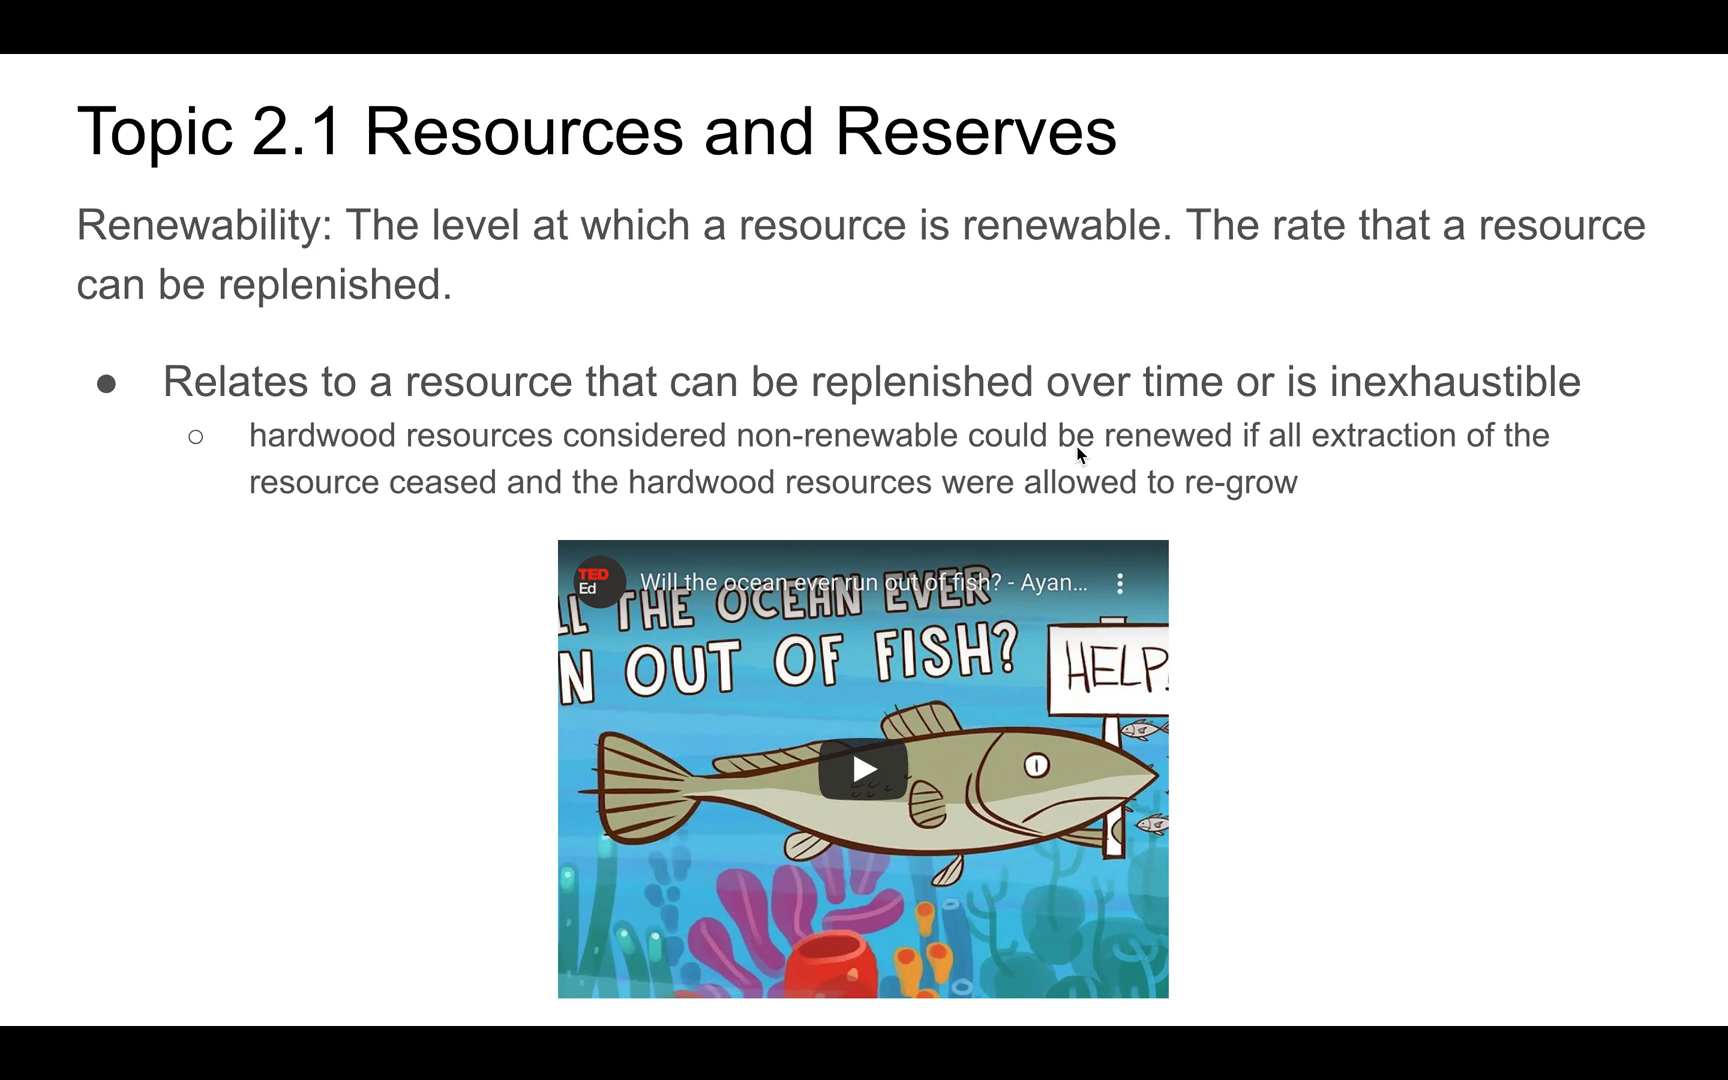 Topic 2.1 Resources and Reserves
Renewability: The level at which a resource is renewable. The rate that a resource
can be replenished.
● Relates to a resource that can be replenished over time or is inexhaustible
○ hardwood resources considered non-renewable could be renewed if all extraction of the
resource ceased and the hardwood resources were allowed to re-grow
TED
Ed
Will the ocean ever run out of fish? - Ayan...
LL THE OCEAN EVER
N OUT OF FISH?
HELP!